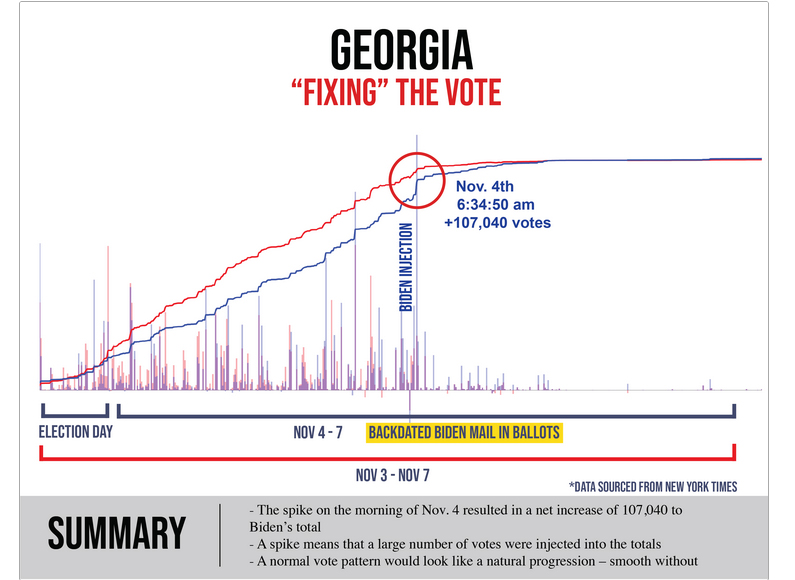 GEORGIA
“FIXING” THE VOTE
Nov. 4th
6:34:50 am
+107,040 votes
BIDEN INJECTION
ELECTION DAY
NOV 4 - 7
BACKDATED BIDEN MAIL IN BALLOTS
NOV 3 - NOV 7
*DATA SOURCED FROM NEW YORK TIMES
SUMMARY
- The spike on the morning of Nov. 4 resulted in a net increase of 107,040 to
Biden’s total
- A spike means that a large number of votes were injected into the totals
- A normal vote pattern would look like a natural progression – smooth without